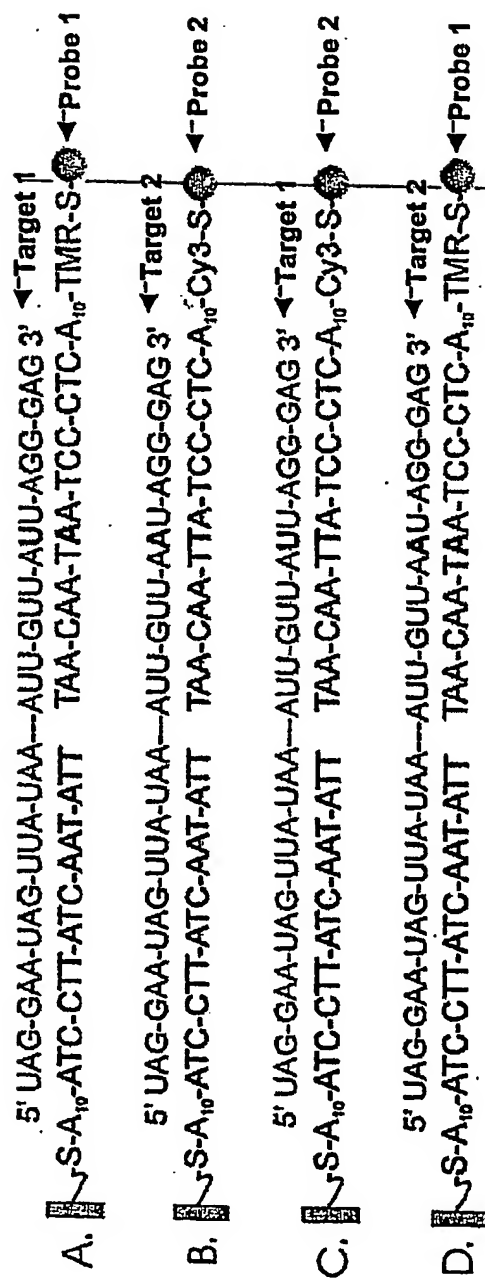 A.
5' UAG-GAA-UAG-UUA-UAA---AUU-GUU-AUU-AGG-GAG 3' Target 1
S-A10-ATC-CTT-ATC-AAT-ATT TAA-CAA-TAA-TCC-CTC-A10-TMR-S- Probe 1
B.
5' UAG-GAA-UAG-UUA-UAA---AUU-GUU-AAU-AGG-GAG 3' Target 2
S-A10-ATC-CTT-ATC-AAT-ATT TAA-CAA-TTA-TCC-CTC-A10-Cy3-S- Probe 2
C.
5' UAG-GAA-UAG-UUA-UAA---AUU-GUU-AUU-AGG-GAG 3' Target 1
S-A10-ATC-CTT-ATC-AAT-ATT TAA-CAA-TTA-TCC-CTC-A10-Cy3-S- Probe 2
D.
5' UAG-GAA-UAG-UUA-UAA---AUU-GUU-AAU-AGG-GAG 3' Target 2
S-A10-ATC-CTT-ATC-AAT-ATT TAA-CAA-TAA-TCC-CTC-A10-TMR-S- Probe 1